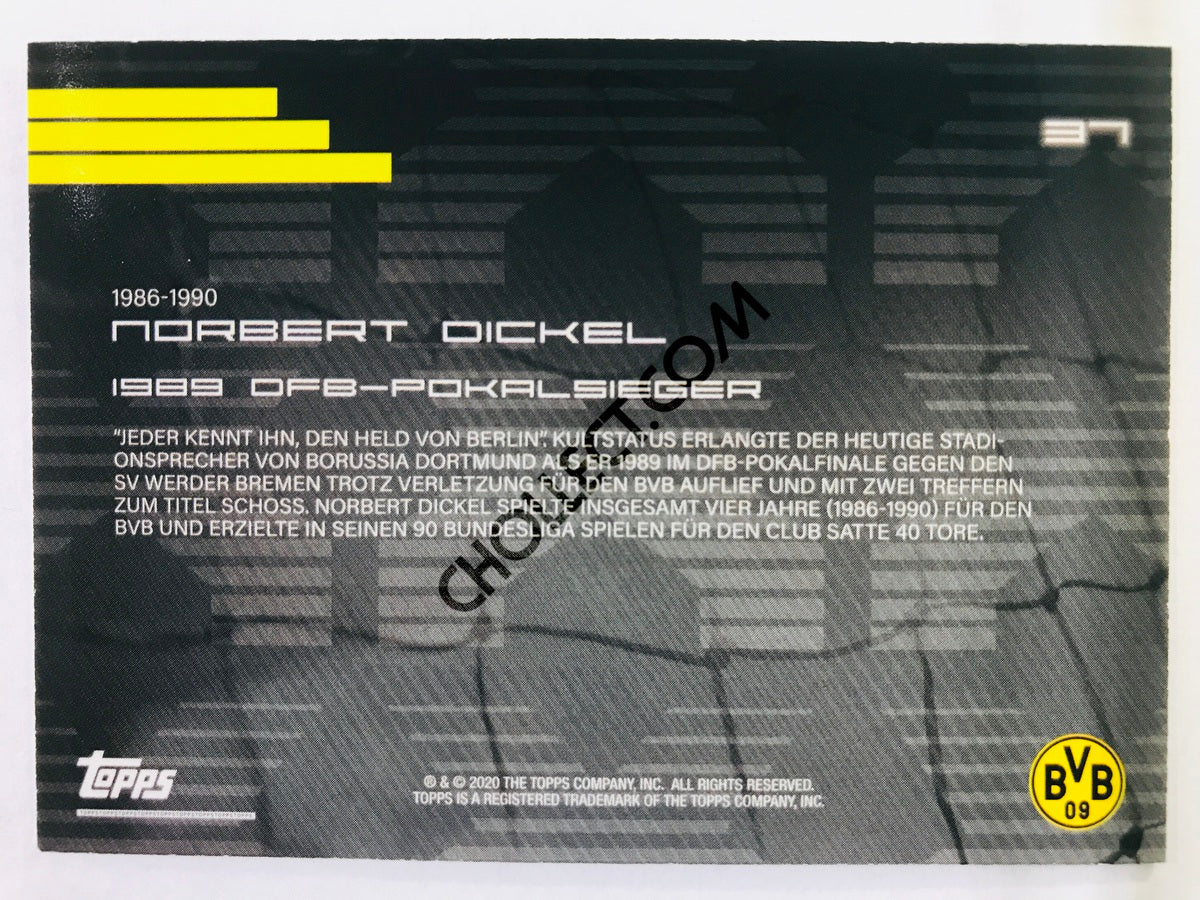 37
1986-1990
NORBERT DICKEL
1989 DFB-POKALSIEGER
"JEDER KENNT IHN, DEN HELD VON BERLIN". KULTSTATUS ERLANGTE DER HEUTIGE STADI-
ONSPRECHER VON BORUSSIA DORTMUND ALS ER 1989 IM DFB-POKALFINALE GEGEN DEN
SV WERDER BREMEN TROTZ VERLETZUNG FÜR DEN BVB AUFLIEF UND MIT ZWEI TREFFERN
ZUM TITEL SCHOSS. NORBERT DICKEL SPIELTE INSGESAMT VIER JAHRE (1986-1990) FÜR DEN
BVB UND ERZIELTE IN SEINEN 90 BUNDESLIGA SPIELEN FÜR DEN CLUB SATTE 40 TORE.
CHOLLECT.COM
topps
® & © 2020 THE TOPPS COMPANY, INC. ALL RIGHTS RESERVED.
TOPPS IS A REGISTERED TRADEMARK OF THE TOPPS COMPANY, INC.
BVB
09